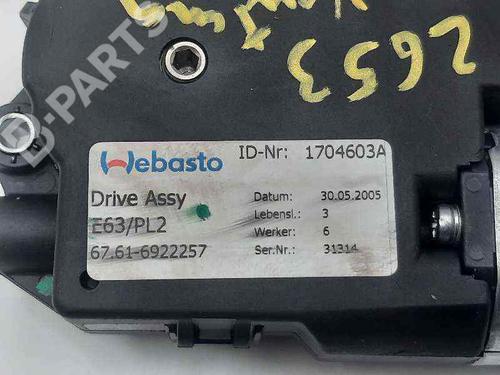 2653
Webasto
ID-Nr: 1704603A
Drive Assy
Datum: 30.05.2005
E63/PL2
Lebensl.: 3
Werker: 6
67.61-6922257
Ser.Nr.: 31314
B-PARTS